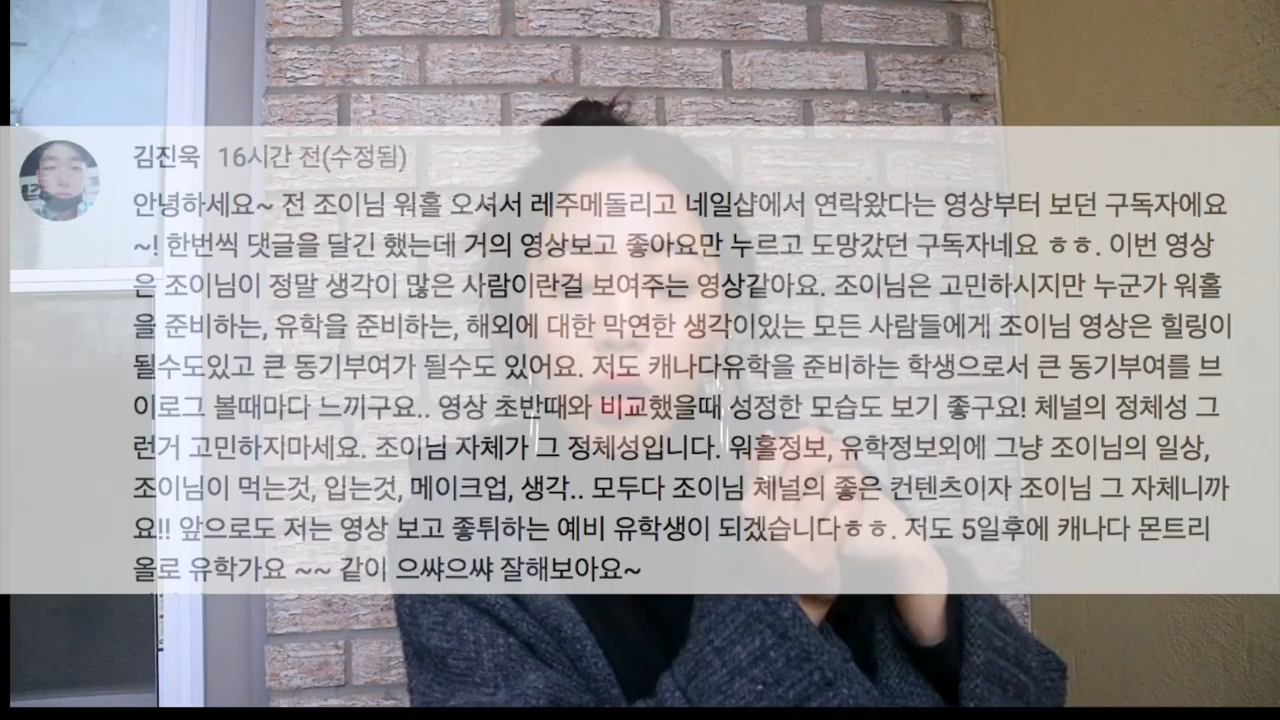 김진욱 16시간 전(수정됨)
안녕하세요~ 전 조이님 워홀 오셔서 레주메돌리고 네일샵에서 연락왔다는 영상부터 보던 구독자에요
~! 한번씩 댓글을 달긴 했는데 거의 영상보고 좋아요만 누르고 도망갔던 구독자네요 ㅎㅎ. 이번 영상
은 조이님이 정말 생각이 많은 사람이란걸 보여주는 영상같아요. 조이님은 고민하시지만 누군가 워홀
을 준비하는, 유학을 준비하는, 해외에 대한 막연한 생각이있는 모든 사람들에게 조이님 영상은 힐링이
될수도있고 큰 동기부여가 될수도 있어요. 저도 캐나다유학을 준비하는 학생으로서 큰 동기부여를 브
이로그 볼때마다 느끼구요.. 영상 초반때와 비교했을때 성정한 모습도 보기 좋구요! 체널의 정체성 그
런거 고민하지마세요. 조이님 자체가 그 정체성입니다. 워홀정보, 유학정보외에 그냥 조이님의 일상,
조이님이 먹는것, 입는것, 메이크업, 생각.. 모두다 조이님 체널의 좋은 컨텐츠이자 조이님 그 자체니까
요!! 앞으로도 저는 영상 보고 좋튀하는 예비 유학생이 되겠습니다ㅎㅎ. 저도 5일후에 캐나다 몬트리
올로 유학가요 ~~ 같이 으쌰으쌰 잘해보아요~